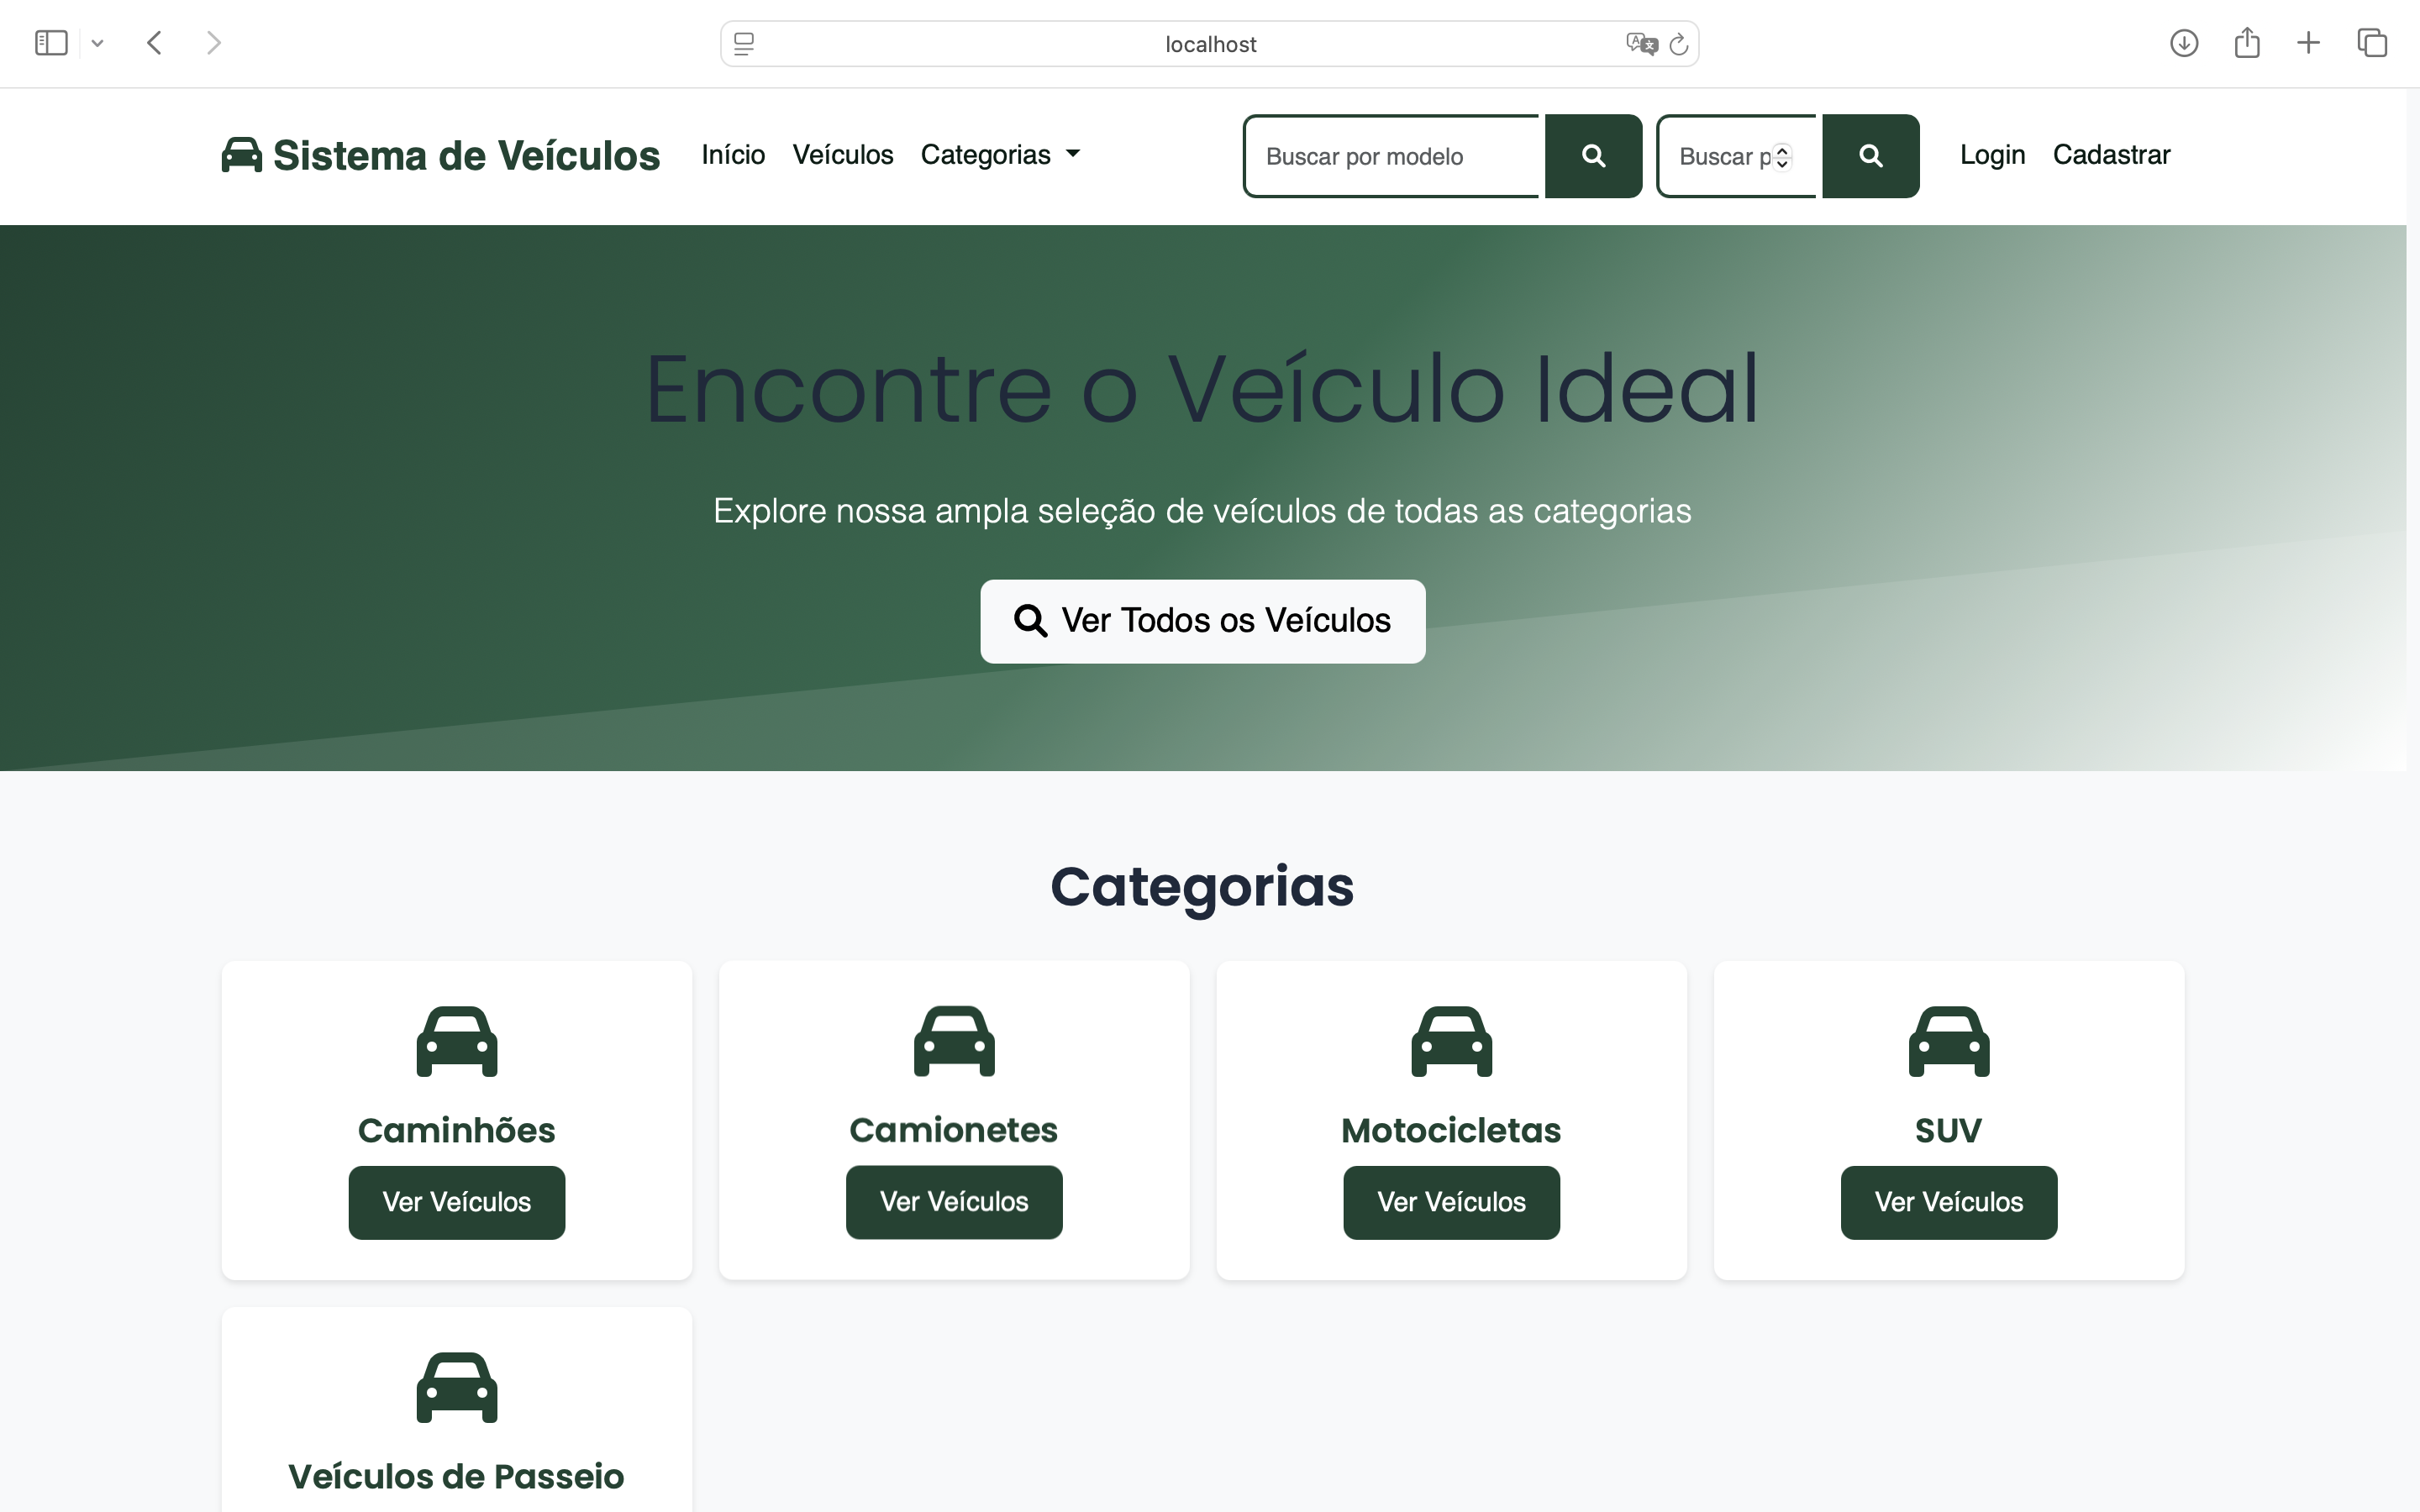 localhost
Sistema de Veículos Início Veículos Categorias Buscar por modelo Buscar p Login Cadastrar
Encontre o Veículo Ideal
Explore nossa ampla seleção de veículos de todas as categorias
Ver Todos os Veículos
Categorias
Caminhões Camionetes Motocicletas SUV
Ver Veículos Ver Veículos Ver Veículos Ver Veículos
Veículos de Passeio